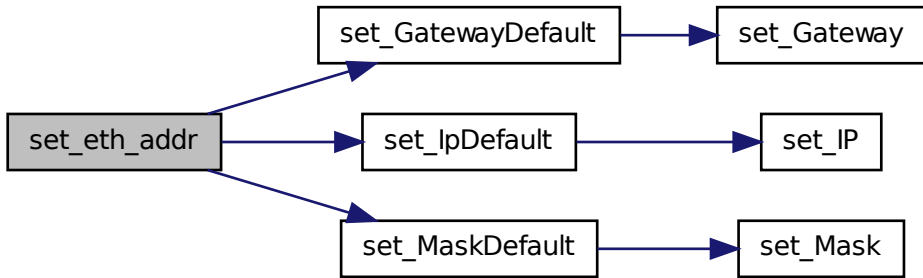 set_GatewayDefault
set_Gateway
set_eth_addr
set_IpDefault
set_IP
set_MaskDefault
set_Mask